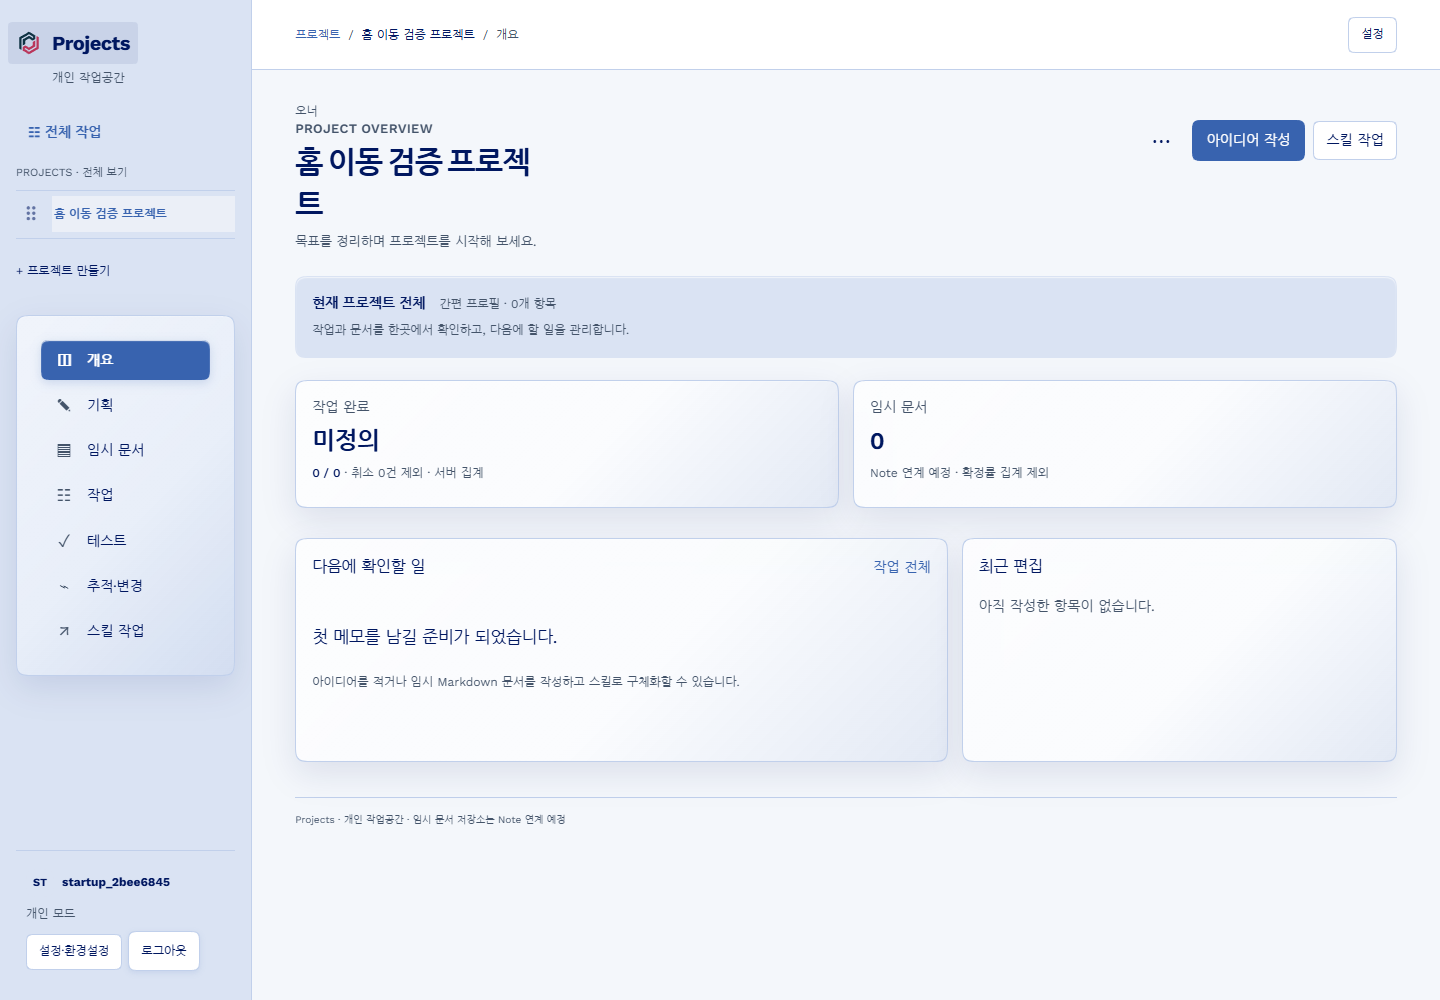 Projects
개인 작업공간
전체 작업
PROJECTS · 전체 보기
홈 이동 검증 프로젝트
+ 프로젝트 만들기
개요
기획
임시 문서
작업
테스트
추적·변경
스킬 작업
ST startup_2bee6845
개인 모드
설정·환경설정 로그아웃
프로젝트 / 홈 이동 검증 프로젝트 / 개요
설정
오너
PROJECT OVERVIEW
홈 이동 검증 프로젝
트
목표를 정리하며 프로젝트를 시작해 보세요.
... 아이디어 작성 스킬 작업
현재 프로젝트 전체 간편 프로필 · 0개 항목
작업과 문서를 한곳에서 확인하고, 다음에 할 일을 관리합니다.
작업 완료
미정의
0 / 0 · 취소 0건 제외 · 서버 집계
임시 문서
0
Note 연계 예정 · 확정률 집계 제외
다음에 확인할 일 작업 전체
첫 메모를 남길 준비가 되었습니다.
아이디어를 적거나 임시 Markdown 문서를 작성하고 스킬로 구체화할 수 있습니다.
최근 편집
아직 작성한 항목이 없습니다.
Projects · 개인 작업공간 · 임시 문서 저장소는 Note 연계 예정